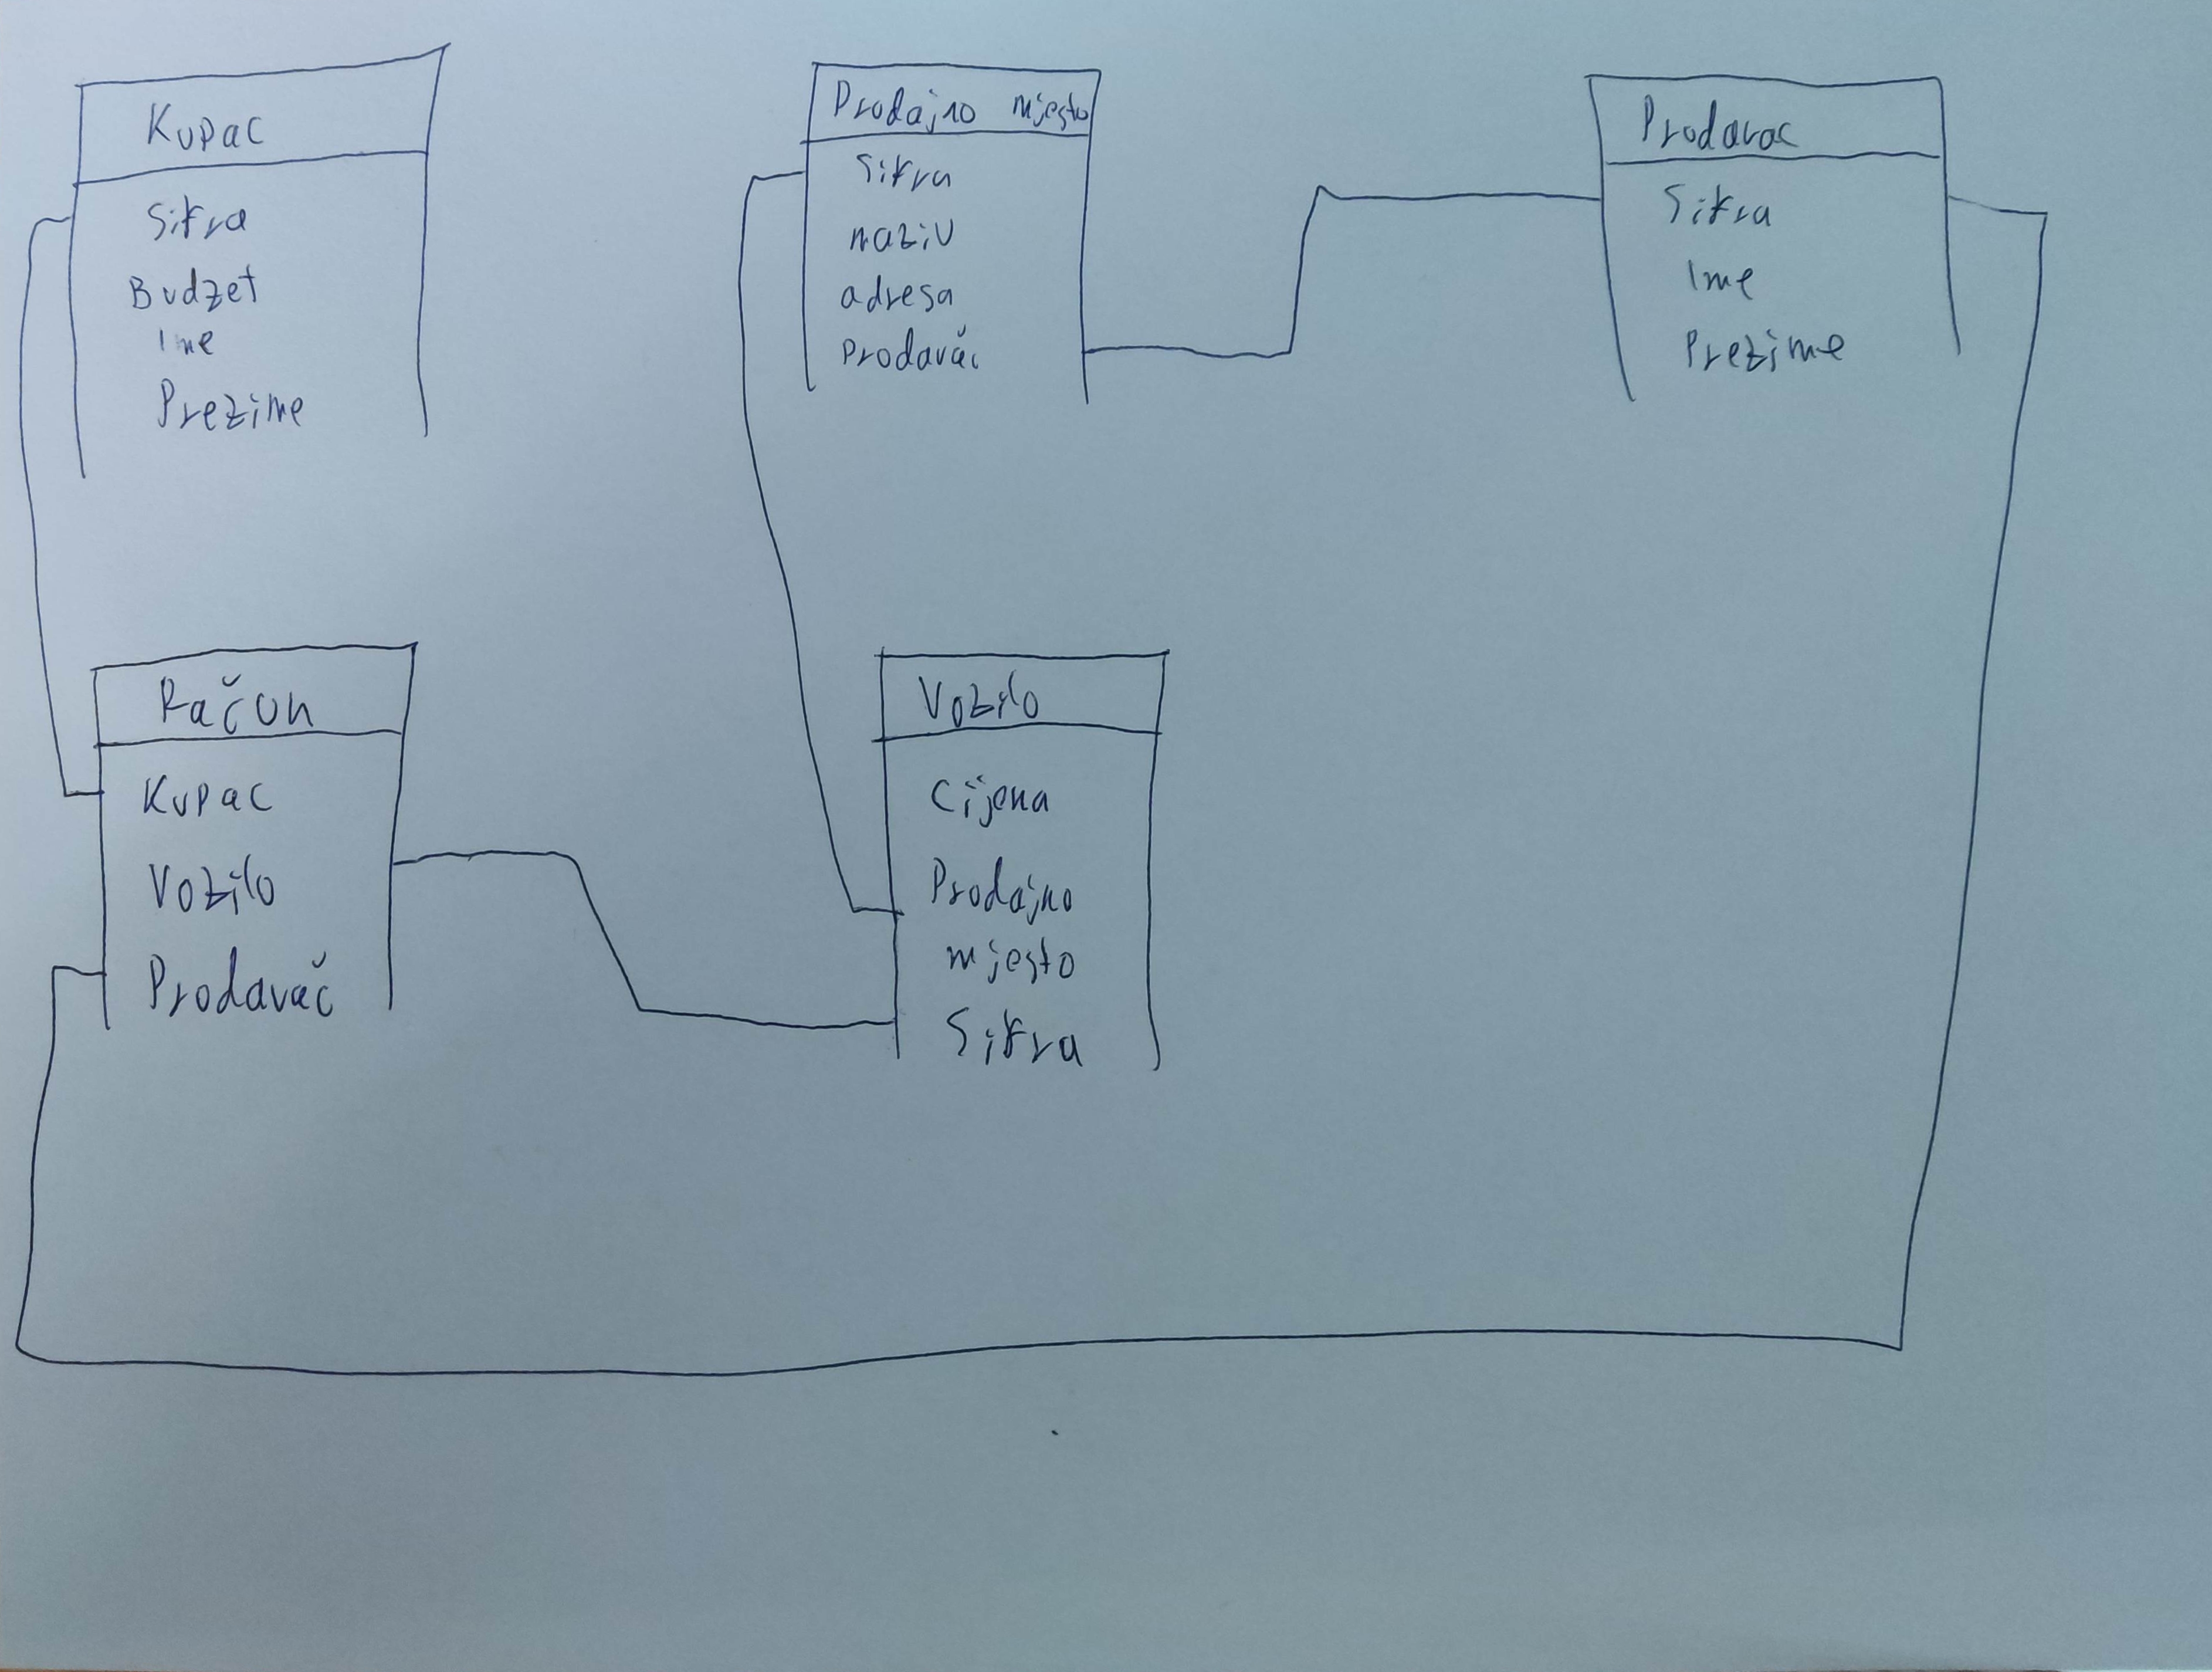 Kupac
Sifra
Budzet
Ime
Prezime
Prodajno mjesto
Sifra
naziv
adresa
Prodavač
Prodavac
Sifra
Ime
Prezime
Račun
Kupac
Vozilo
Prodavač
Vozilo
Cijena
Prodajno
mjesto
Sifra